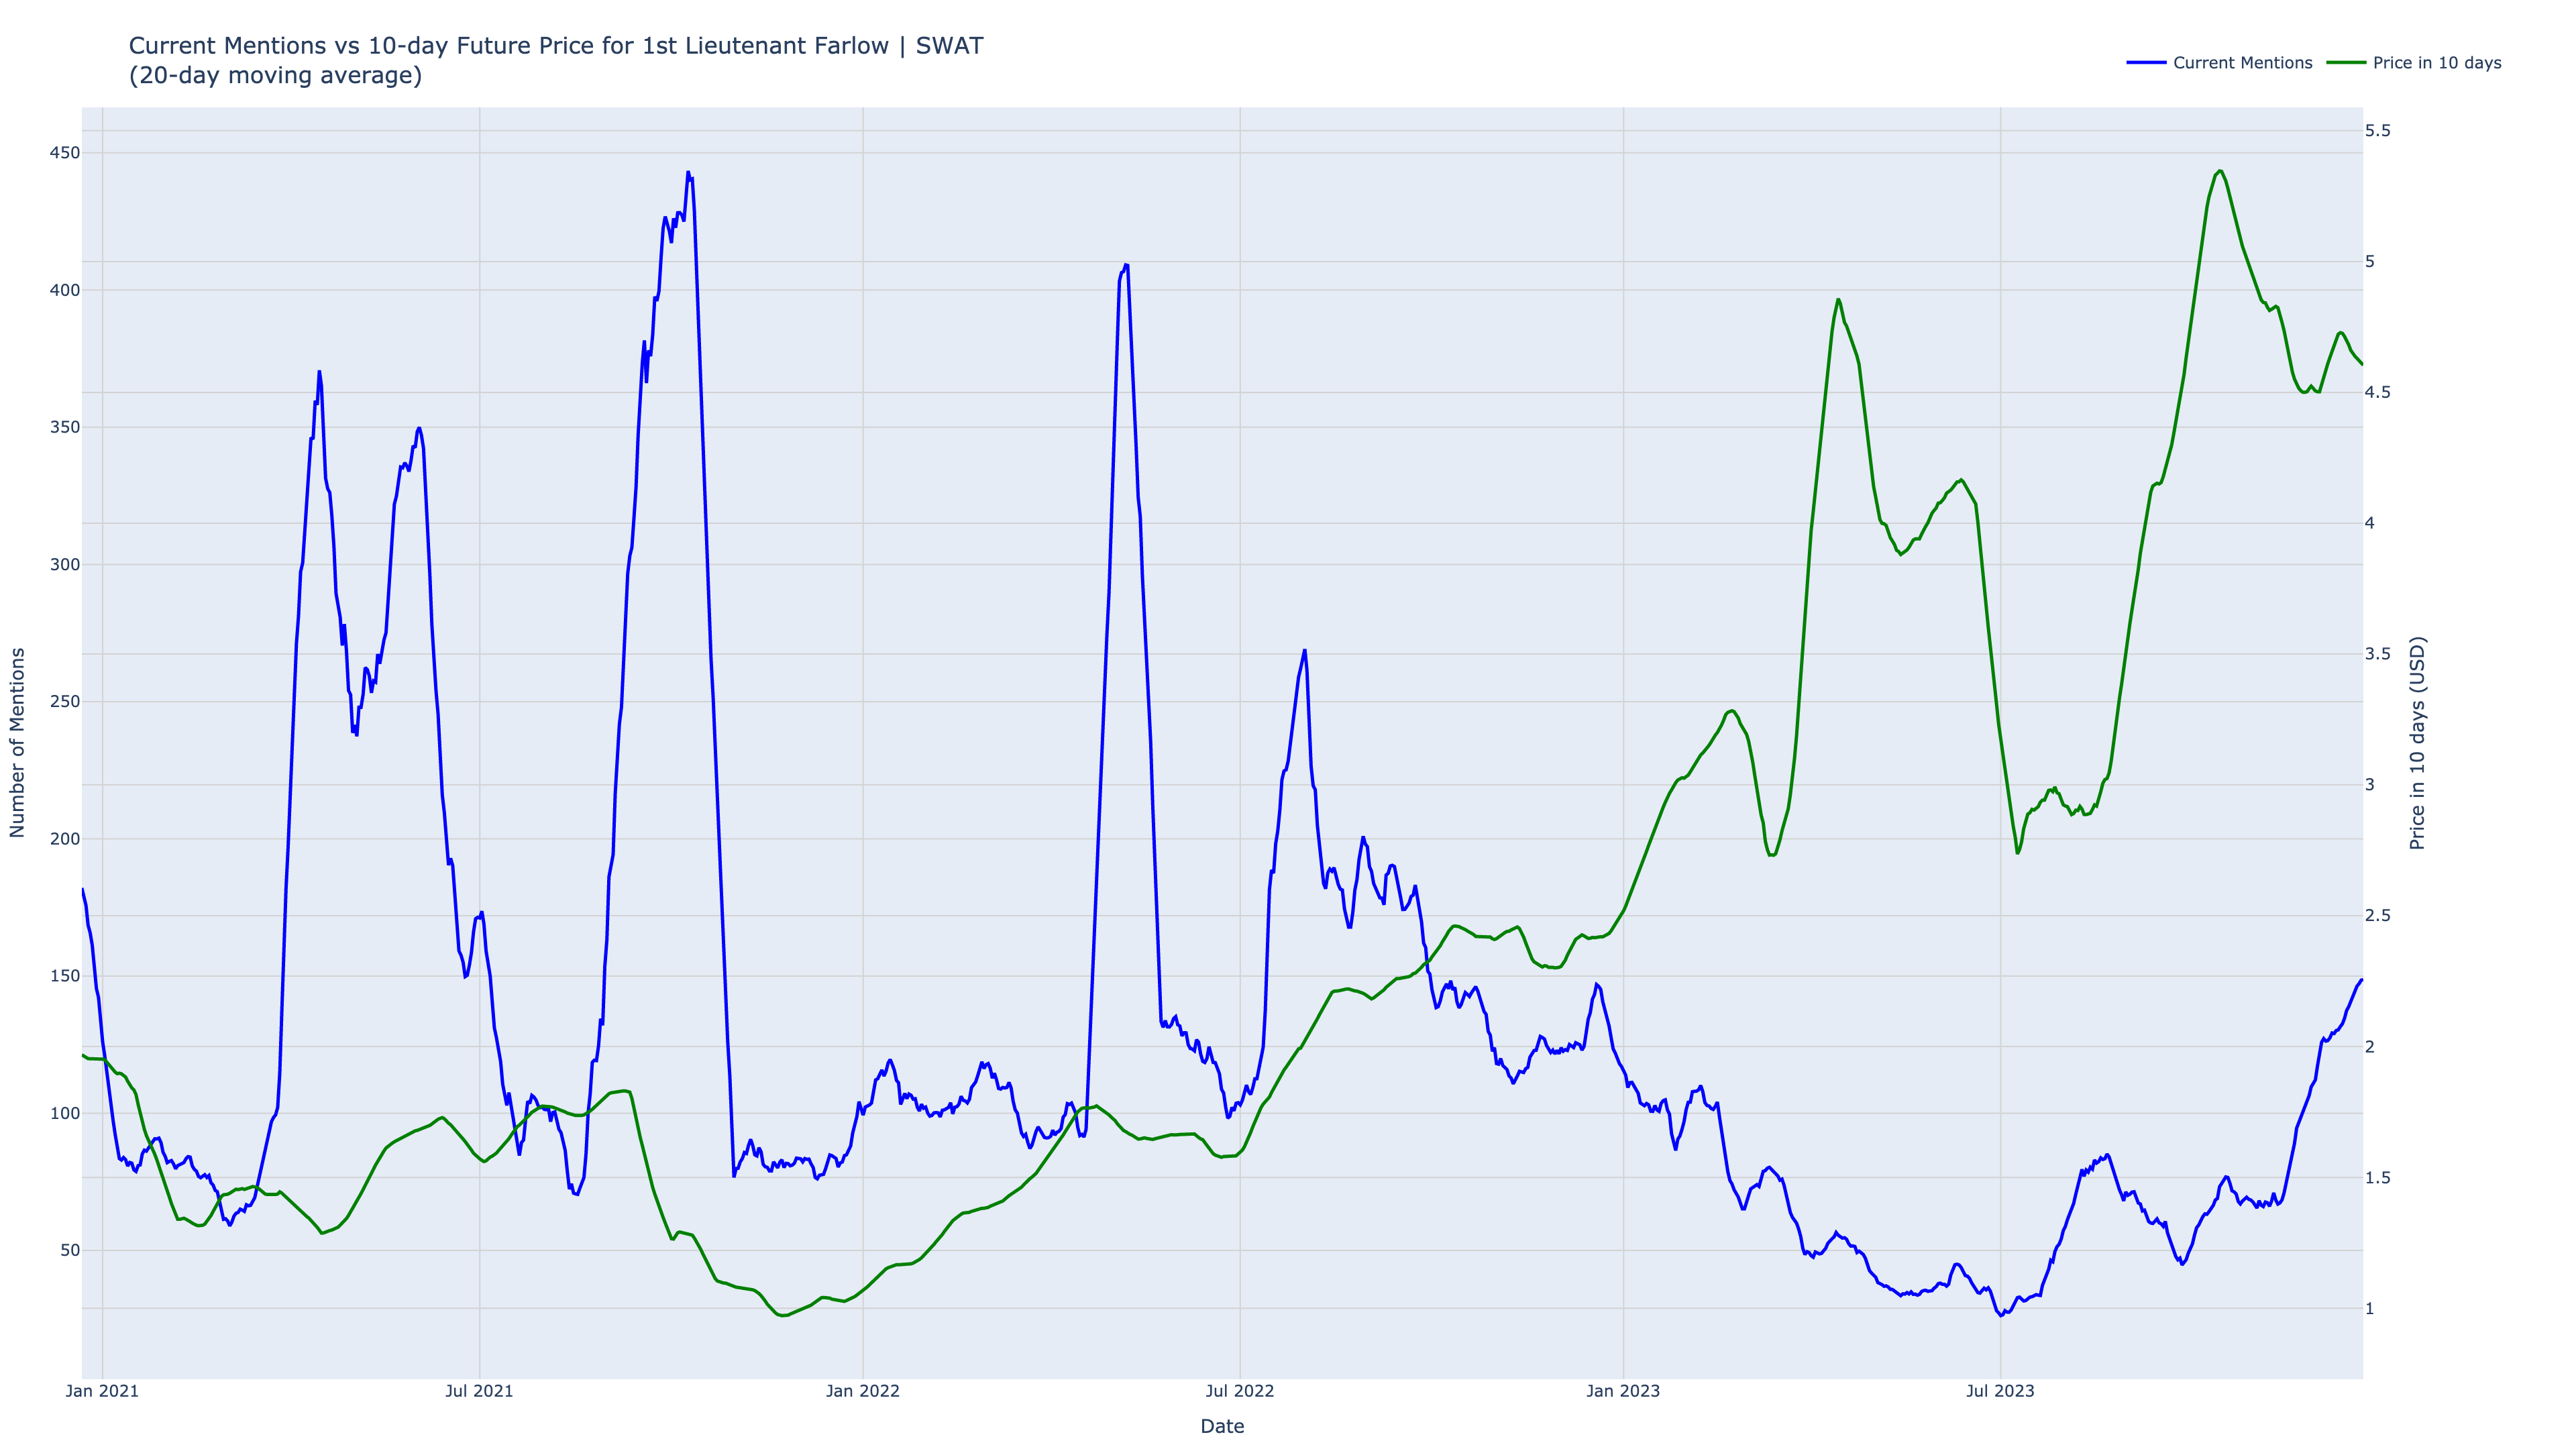 Current Mentions vs 10-day Future Price for 1st Lieutenant Farlow | SWAT
(20-day moving average)
Current Mentions
Price in 10 days
450
400
350
300
250
200
150
100
50
Number of Mentions
5.5
5
4.5
4
3.5
3
2.5
2
1.5
1
Price in 10 days (USD)
Jan 2021
Jul 2021
Jan 2022
Jul 2022
Jan 2023
Jul 2023
Date